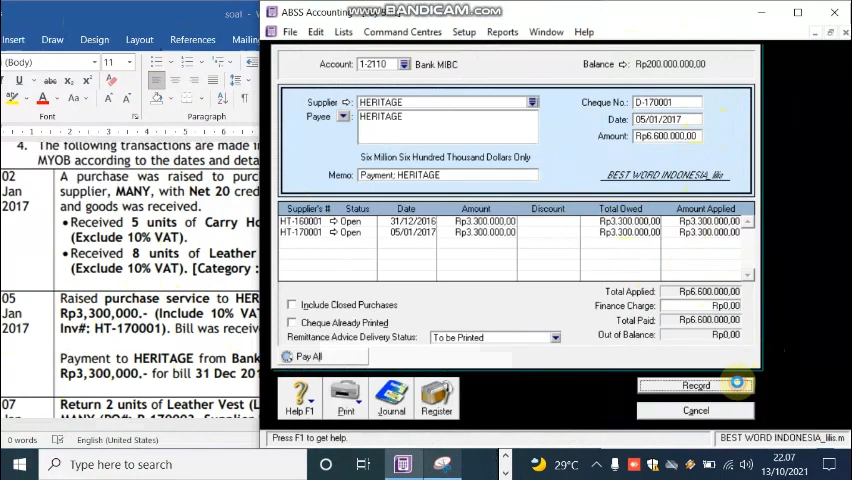 soal
ABSS Accounting
www.BANDICAM.com
Insert Draw Design Layout References Mailin
File Edit Lists Command Centres Setup Reports Window Help
(Body) 11
Account: 1-2110 Bank MIBC
Balance Rp200.000.000,00
Supplier HERITAGE
Payee HERITAGE
Cheque No.: D-170001
Date: 05/01/2017
Amount: Rp6.600.000,00
Six Million Six Hundred Thousand Dollars Only
Memo: Payment; HERITAGE
BEST WORD INDONESIA_lilis
Font Paragraph
4. The following transactions are made in
MYOB according to the dates and deta
02 Jan 2017
A purchase was raised to pur
supplier, MANY, with Net 20 cred
and goods was received.
• Received 5 units of Carry Ho
(Exclude 10% VAT).
• Received 8 units of Leather
(Exclude 10% VAT). [Category :
05 Jan 2017
Raised purchase service to HER
Rp3,300,000.- (Include 10% V
Inv#: HT-170001). Bill was receive
Payment to HERITAGE from Bank
Rp3,300,000.- for bill 31 Dec 201
07
Return 2 units of Leather Vest (L
Supplier's # Status Date Amount Discount Total Owed Amount Applied
HT-160001 Open 31/12/2016 Rp3.300.000,00 Rp3.300.000,00 Rp3.300.000,00
HT-170001 Open 05/01/2017 Rp3.300.000,00 Rp3.300.000,00 Rp3.300.000,00
Total Applied: Rp6.600.000,00
Include Closed Purchases
Finance Charge: Rp0,00
Cheque Already Printed
Total Paid: Rp6.600.000,00
Remittance Advice Delivery Status: To be Printed
Out of Balance: Rp0,00
Pay All
Record
Cancel
Help F1 Print Journal Register
0 words English (United States)
Press F1 to get help.
BEST WORD INDONESIA_lilis.m
Type here to search
29°C
22.07
13/10/2021